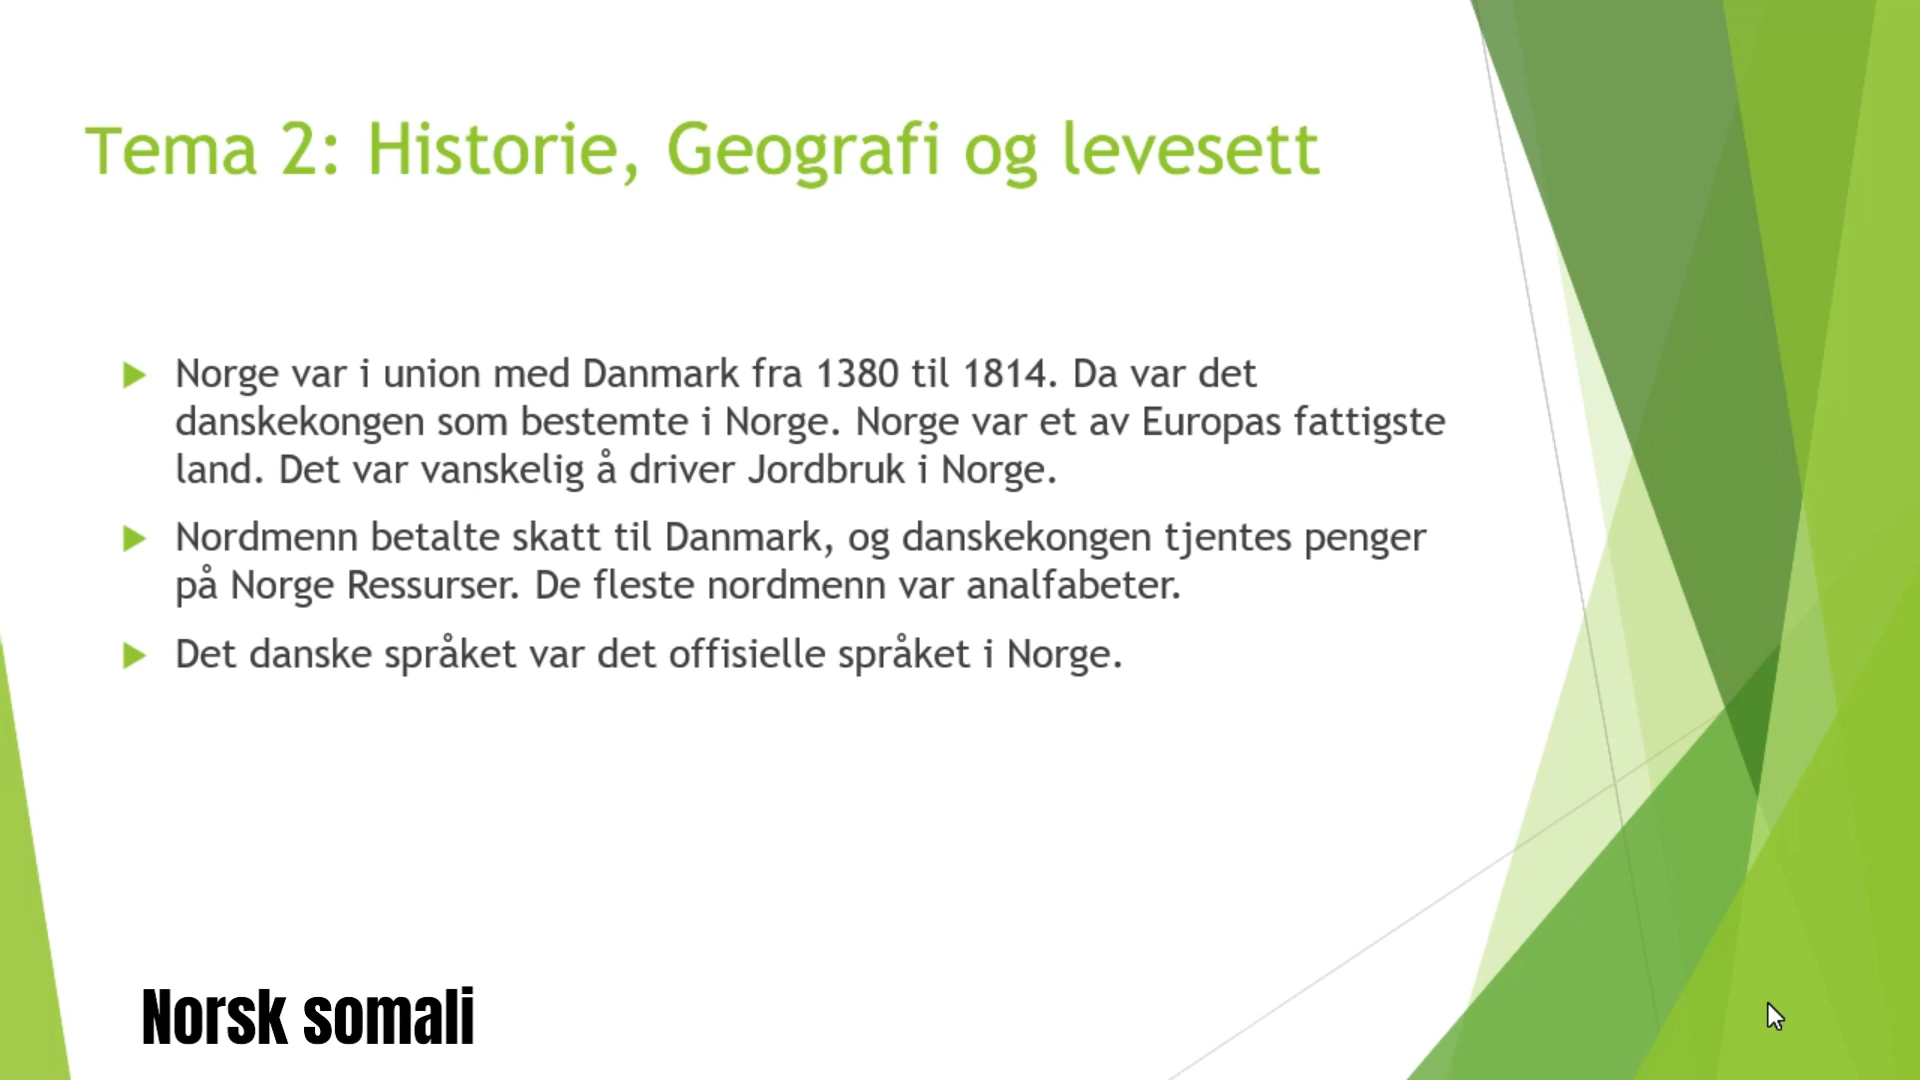 Tema 2: Historie, Geografi og levesett
Norge var i union med Danmark fra 1380 til 1814. Da var det
danskekongen som bestemte i Norge. Norge var et av Europas fattigste
land. Det var vanskelig å driver Jordbruk i Norge.
Nordmenn betalte skatt til Danmark, og danskekongen tjentes penger
på Norge Ressurser. De fleste nordmenn var analfabeter.
Det danske språket var det offisielle språket i Norge.
Norsk somali